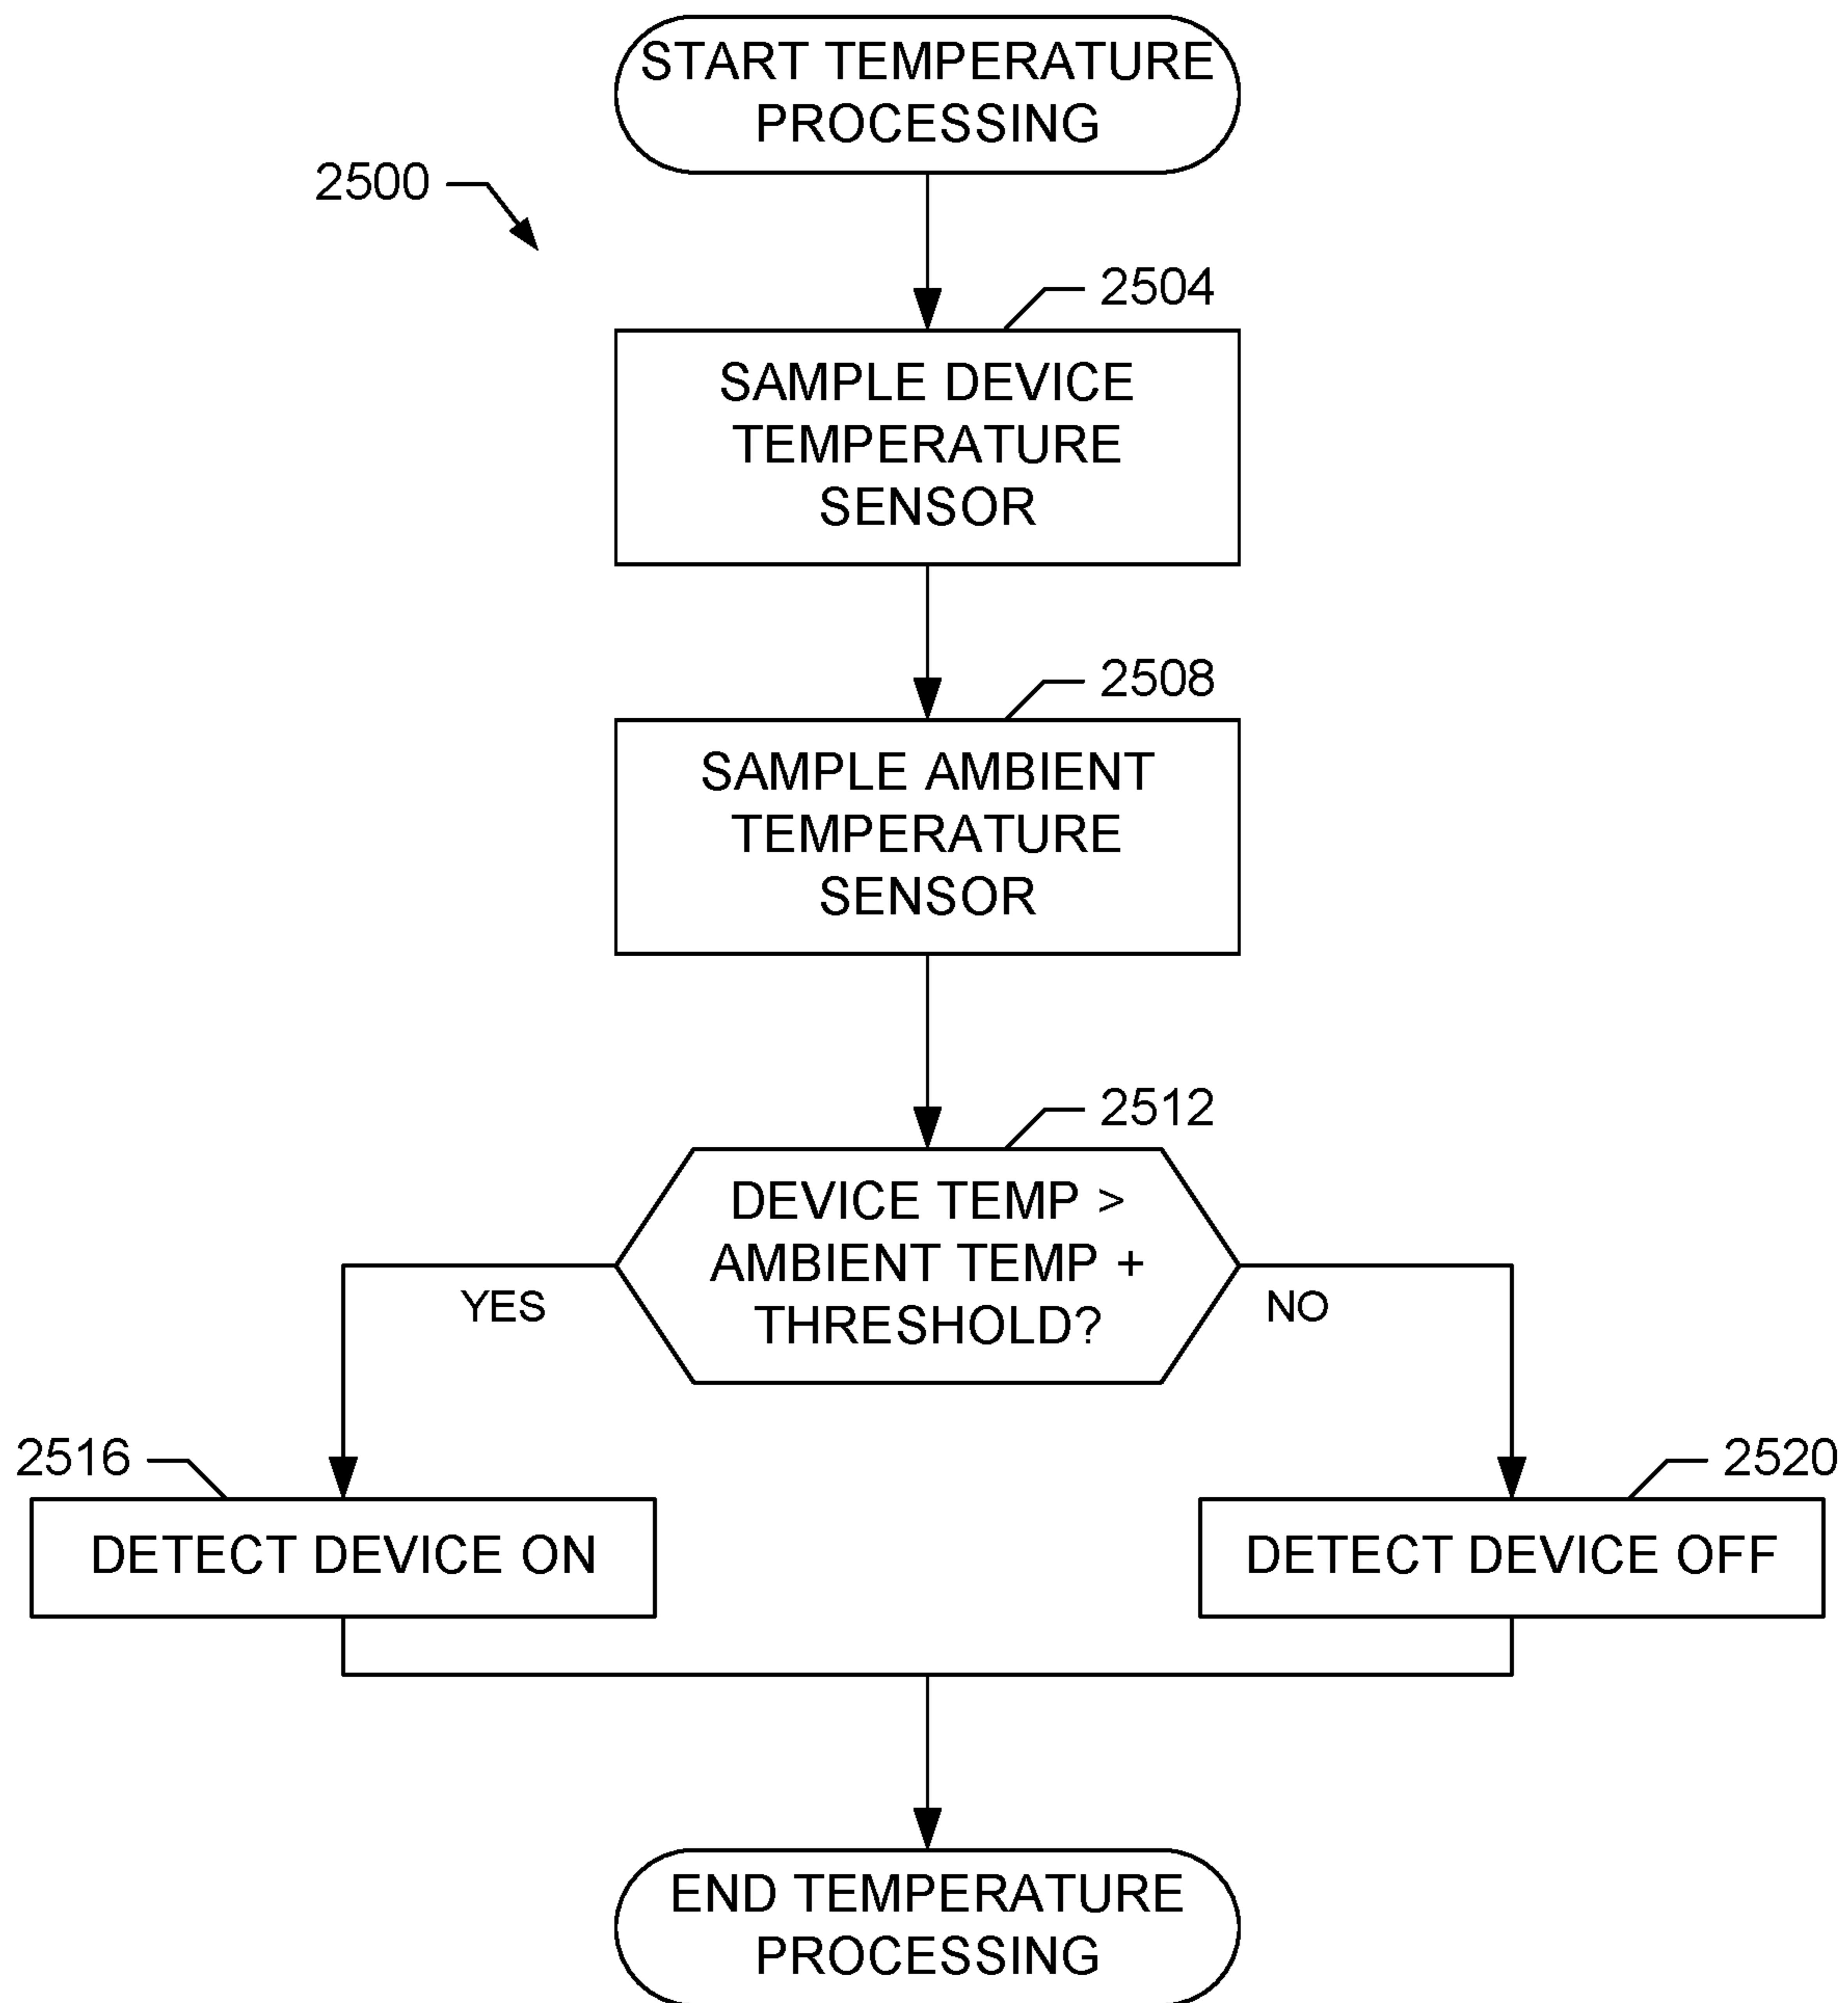 START TEMPERATURE
PROCESSING
2500
2504
SAMPLE DEVICE
TEMPERATURE
SENSOR
2508
SAMPLE AMBIENT
TEMPERATURE
SENSOR
2512
DEVICE TEMP >
AMBIENT TEMP +
THRESHOLD?
YES
NO
2516
2520
DETECT DEVICE ON
DETECT DEVICE OFF
END TEMPERATURE
PROCESSING